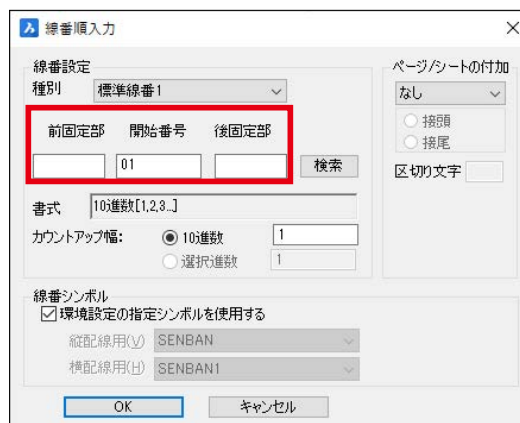 線番順入力
線番設定
種別 標準線番1
前固定部 開始番号 後固定部
01 検索
書式 10進数[1,2,3...]
カウントアップ幅: 10進数 1
選択進数 1
ページ/シートの付加
なし
接頭
接尾
区切り文字
線番シンボル
環境設定の指定シンボルを使用する
縦配線用(V) SENBAN
横配線用(H) SENBAN1
OK キャンセル